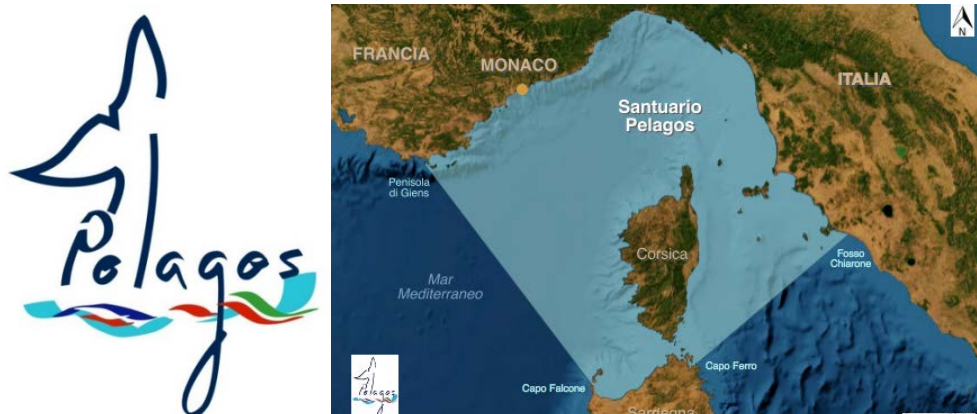 Pelagos
FRANCIA
MONACO
ITALIA
N
Santuario
Pelagos
Penisola
di Giens
Corsica
Mar
Mediterraneo
Fosso
Chiarone
Capo Ferro
Capo Falcone
Pelagos
Sardegna